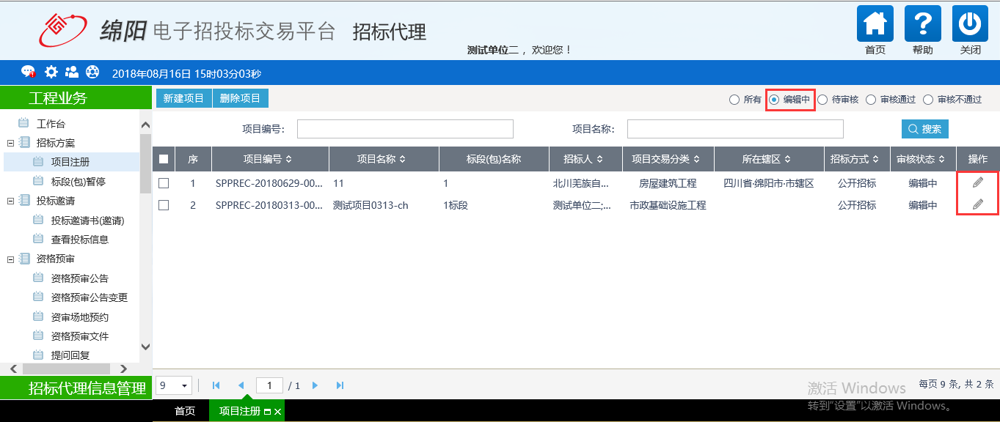 绵阳 电子招投标交易平台 招标代理
测试单位二，欢迎您！
首页 帮助 关闭
2018年08月16日 15时03分03秒
工程业务
新建项目 删除项目
所有 编辑中 待审核 审核通过 审核不通过
项目编号： 项目名称： 搜索
序 项目编号 项目名称 标段(包)名称 招标人 项目交易分类 所在辖区 招标方式 审核状态 操作
1 SPPREC-20180629-00... 11 1 北川羌族自... 房屋建筑工程 四川省·绵阳市·市辖区 公开招标 编辑中
2 SPPREC-20180313-00... 测试项目0313-ch 1标段 测试单位二;... 市政基础设施工程 公开招标 编辑中
工作台
招标方案
项目注册
标段(包)暂停
投标邀请
投标邀请书(邀请)
查看投标信息
资格预审
资格预审公告
资格预审公告变更
资审场地预约
资格预审文件
提问回复
招标代理信息管理
9 1 / 1
每页 9 条, 共 2 条
激活 Windows
转到"设置"以激活 Windows。
首页 项目注册